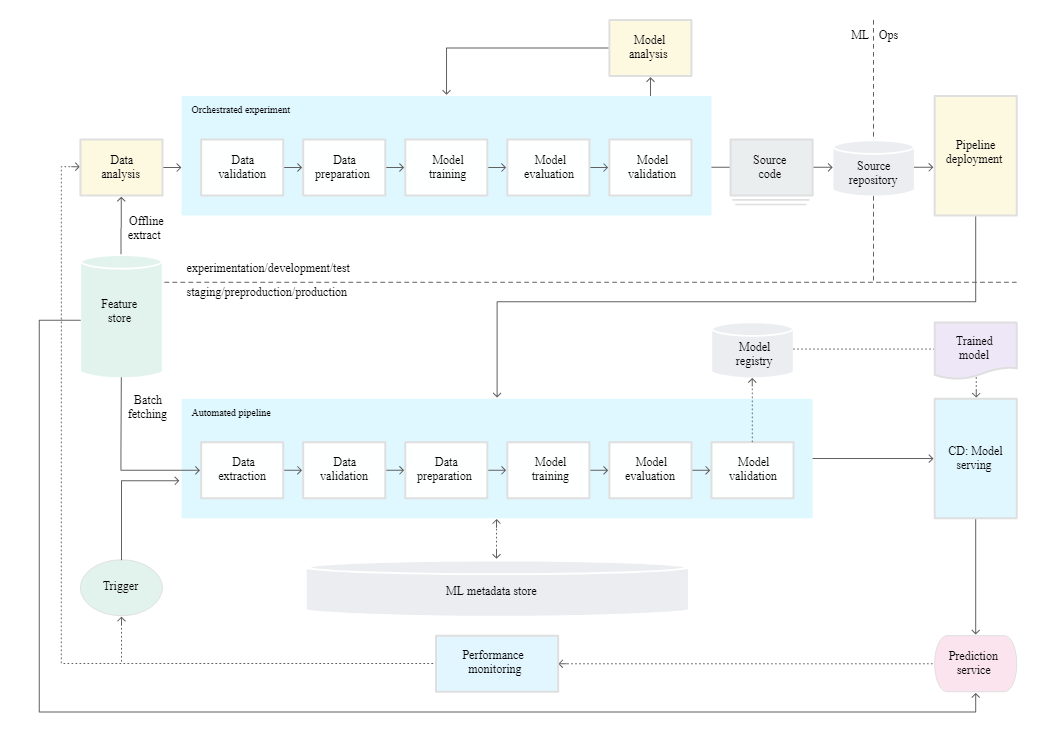 Model
analysis
ML
Ops
Orchestrated experiment
Data
analysis
Data
validation
Data
preparation
Model
training
Model
evaluation
Model
validation
Source
code
Source
repository
Pipeline
deployment
Offline
extract
experimentation/development/test
staging/preproduction/production
Feature
store
Model
registry
Trained
model
Batch
fetching
Automated pipeline
Data
extraction
Data
validation
Data
preparation
Model
training
Model
evaluation
Model
validation
CD: Model
serving
Trigger
ML metadata store
Performance
monitoring
Prediction
service